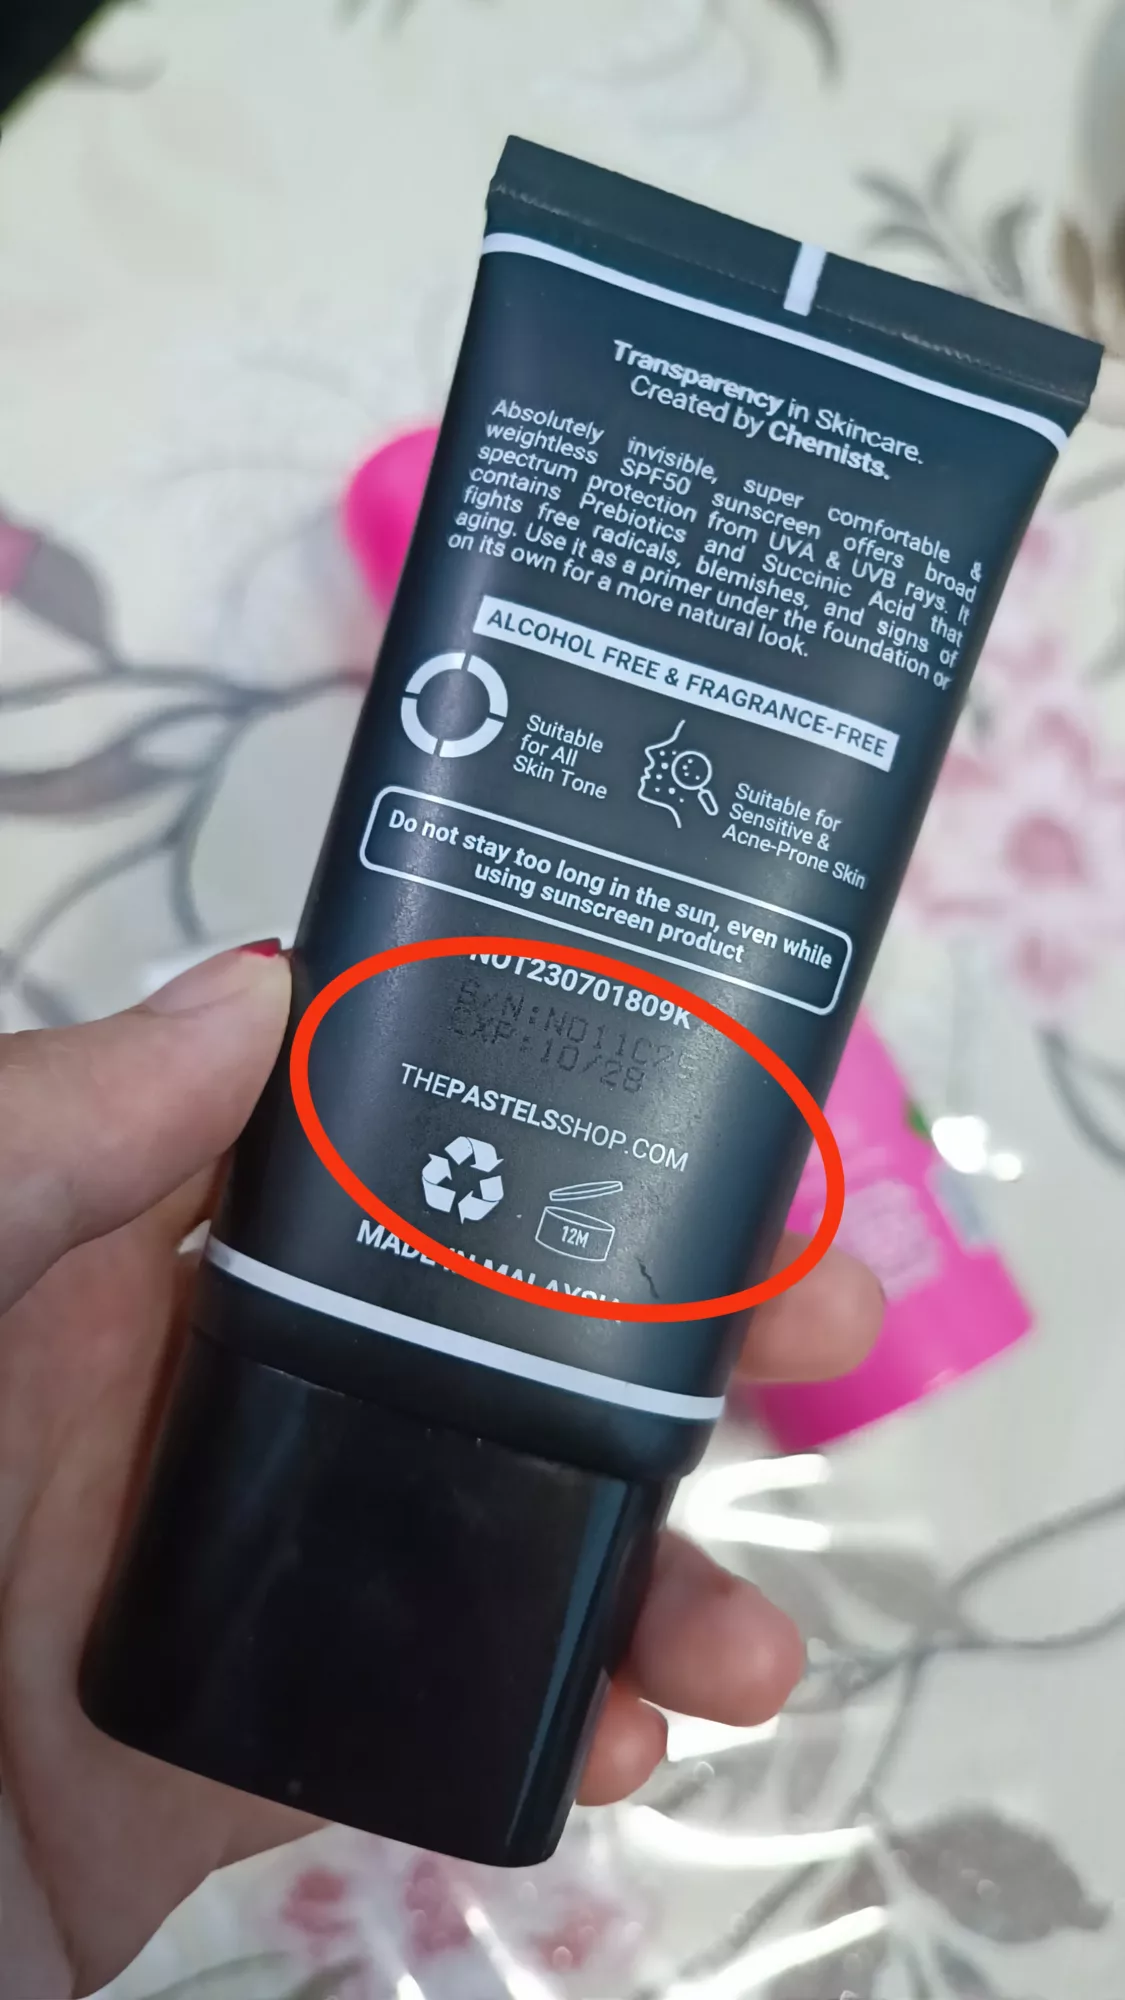 Transparency in Skincare.
Created by Chemists.
Absolutely invisible, super comfortable &
weightless SPF50 sunscreen offers broad
spectrum protection from UVA & UVB rays. It
contains Prebiotics and Succinic Acid that
fights free radicals, blemishes, and signs of
aging. Use it as a primer under the foundation or
on its own for a more natural look.
ALCOHOL FREE & FRAGRANCE-FREE
Suitable
for All
Skin Tone
Suitable for
Sensitive &
Acne-Prone Skin
Do not stay too long in the sun, even while
using sunscreen product
NOT230701809K
EXP:10/28
THEPASTELSSHOP.COM
12M
MADE IN MALAYSIA